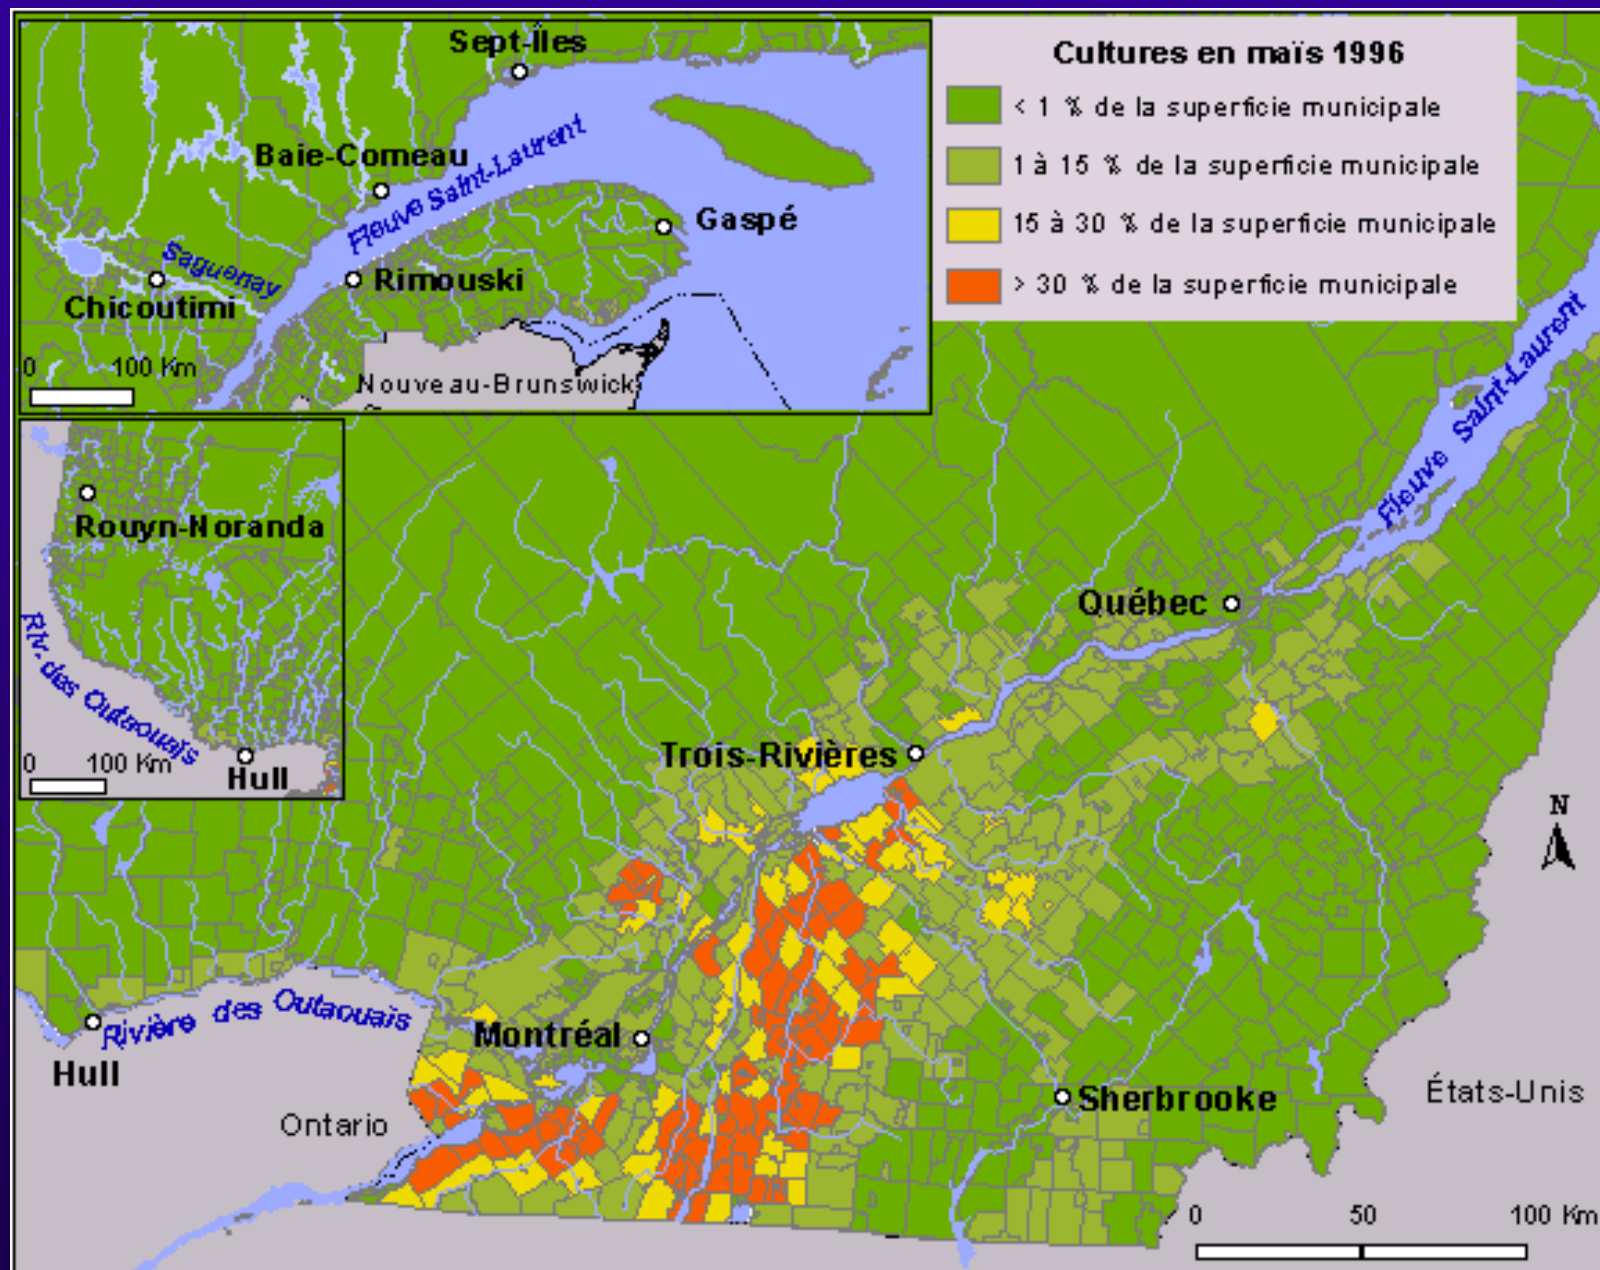 Cultures en maïs 1996
< 1 % de la superficie municipale
1 à 15 % de la superficie municipale
15 à 30 % de la superficie municipale
> 30 % de la superficie municipale
Sept-Îles
Baie-Comeau
Fleuve Saint-Laurent
Gaspé
Saguenay
Rimouski
Chicoutimi
0 100 Km
Nouveau-Brunswick
Rouyn-Noranda
Riv. des Outaouais
0 100 Km
Hull
Fleuve Saint-Laurent
Québec
Trois-Rivières
N
Rivière des Outaouais
Montréal
Hull
Ontario
Sherbrooke
États-Unis
0 50 100 Km